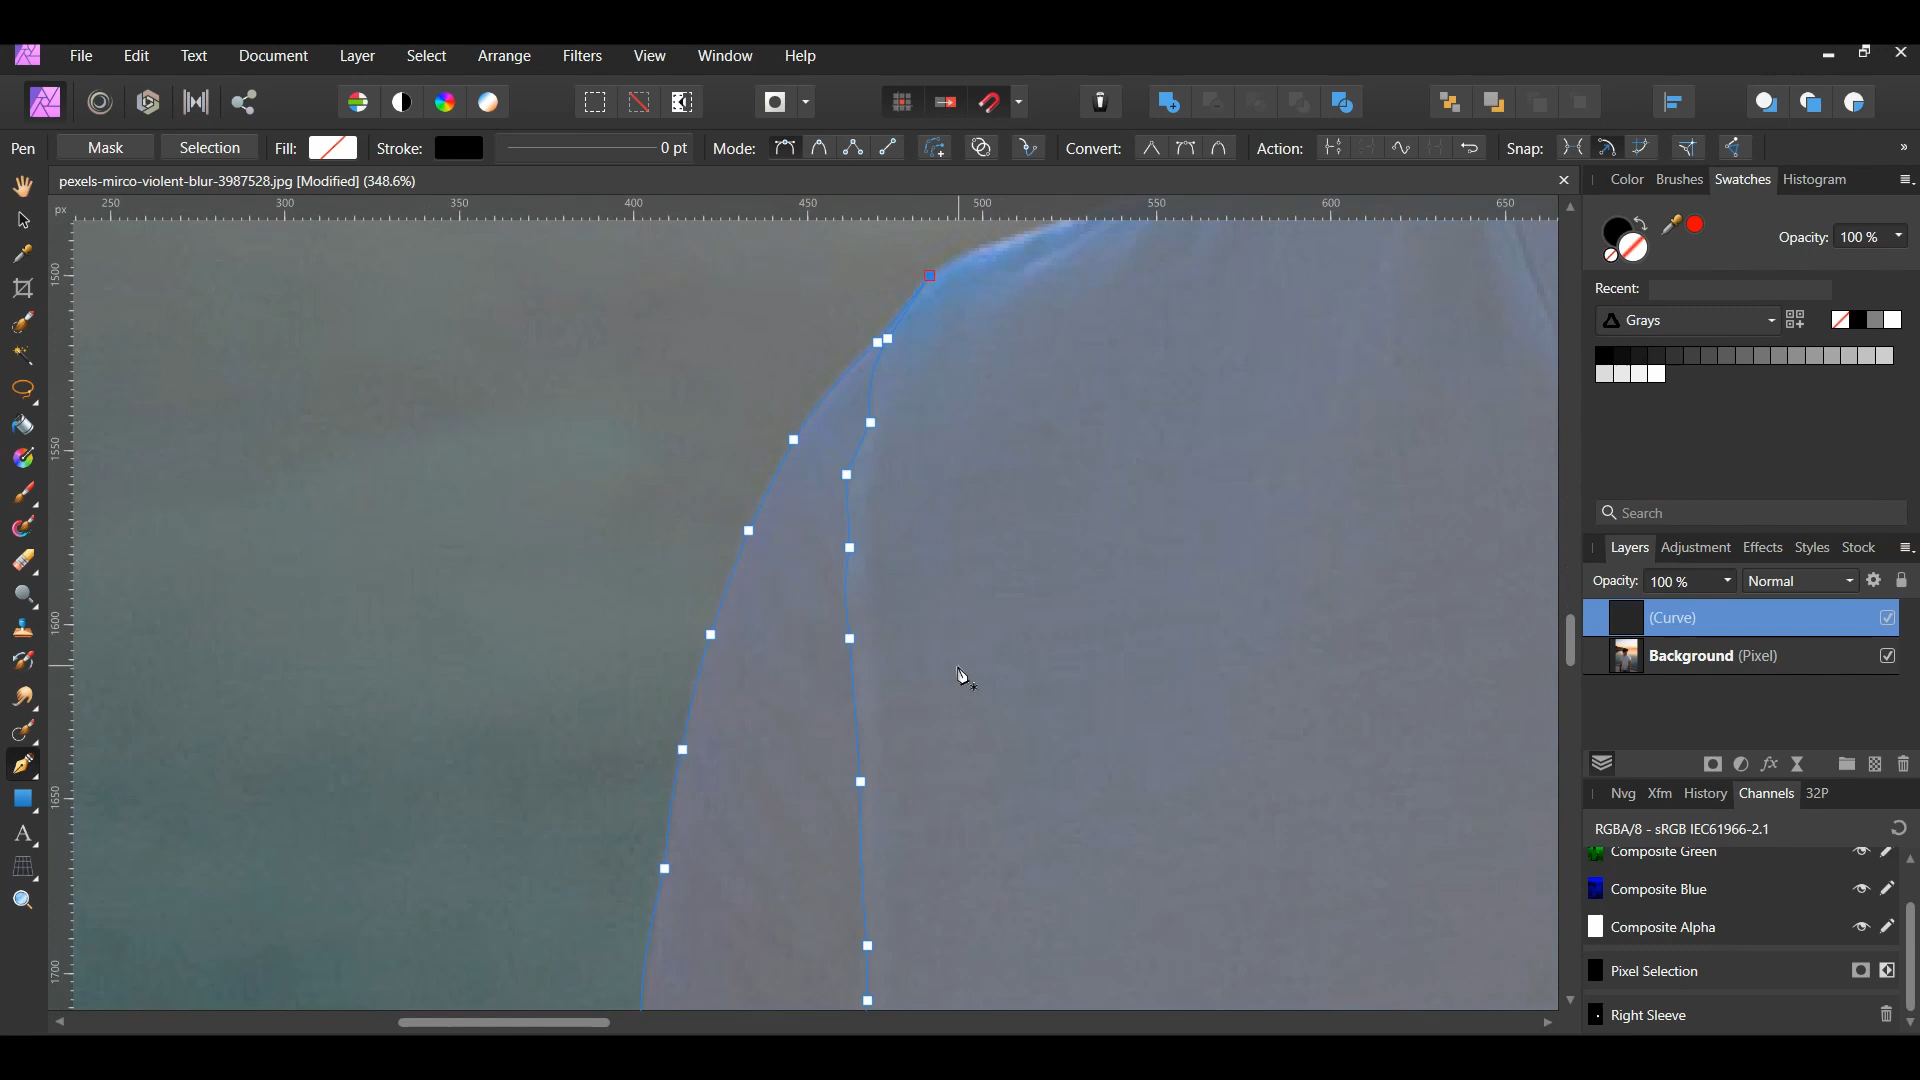 File Edit Text Document Layer Select Arrange Filters View Window Help
Pen Mask Selection Fill: Stroke: 0 pt Mode: Convert: Action: Snap: »
pexels-mirco-violent-blur-3987528.jpg [Modified] (348.6%)
px 250 300 350 400 450 500 550 600 650
1500
1550
1600
1650
1700
Color Brushes Swatches Histogram
Opacity: 100 %
Recent:
Grays
Search
Layers Adjustment Effects Styles Stock
Opacity: 100 % Normal
(Curve)
Background (Pixel)
Nvg Xfm History Channels 32P
RGBA/8 - sRGB IEC61966-2.1
Composite Green
Composite Blue
Composite Alpha
Pixel Selection
Right Sleeve